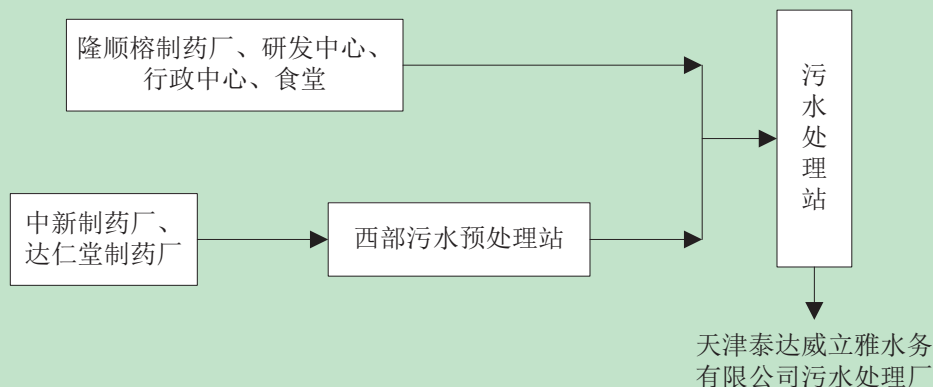 隆顺榕制药厂、研发中心、
行政中心、食堂
污
水
处
理
站
中新制药厂、
达仁堂制药厂
西部污水预处理站
天津泰达威立雅水务
有限公司污水处理厂